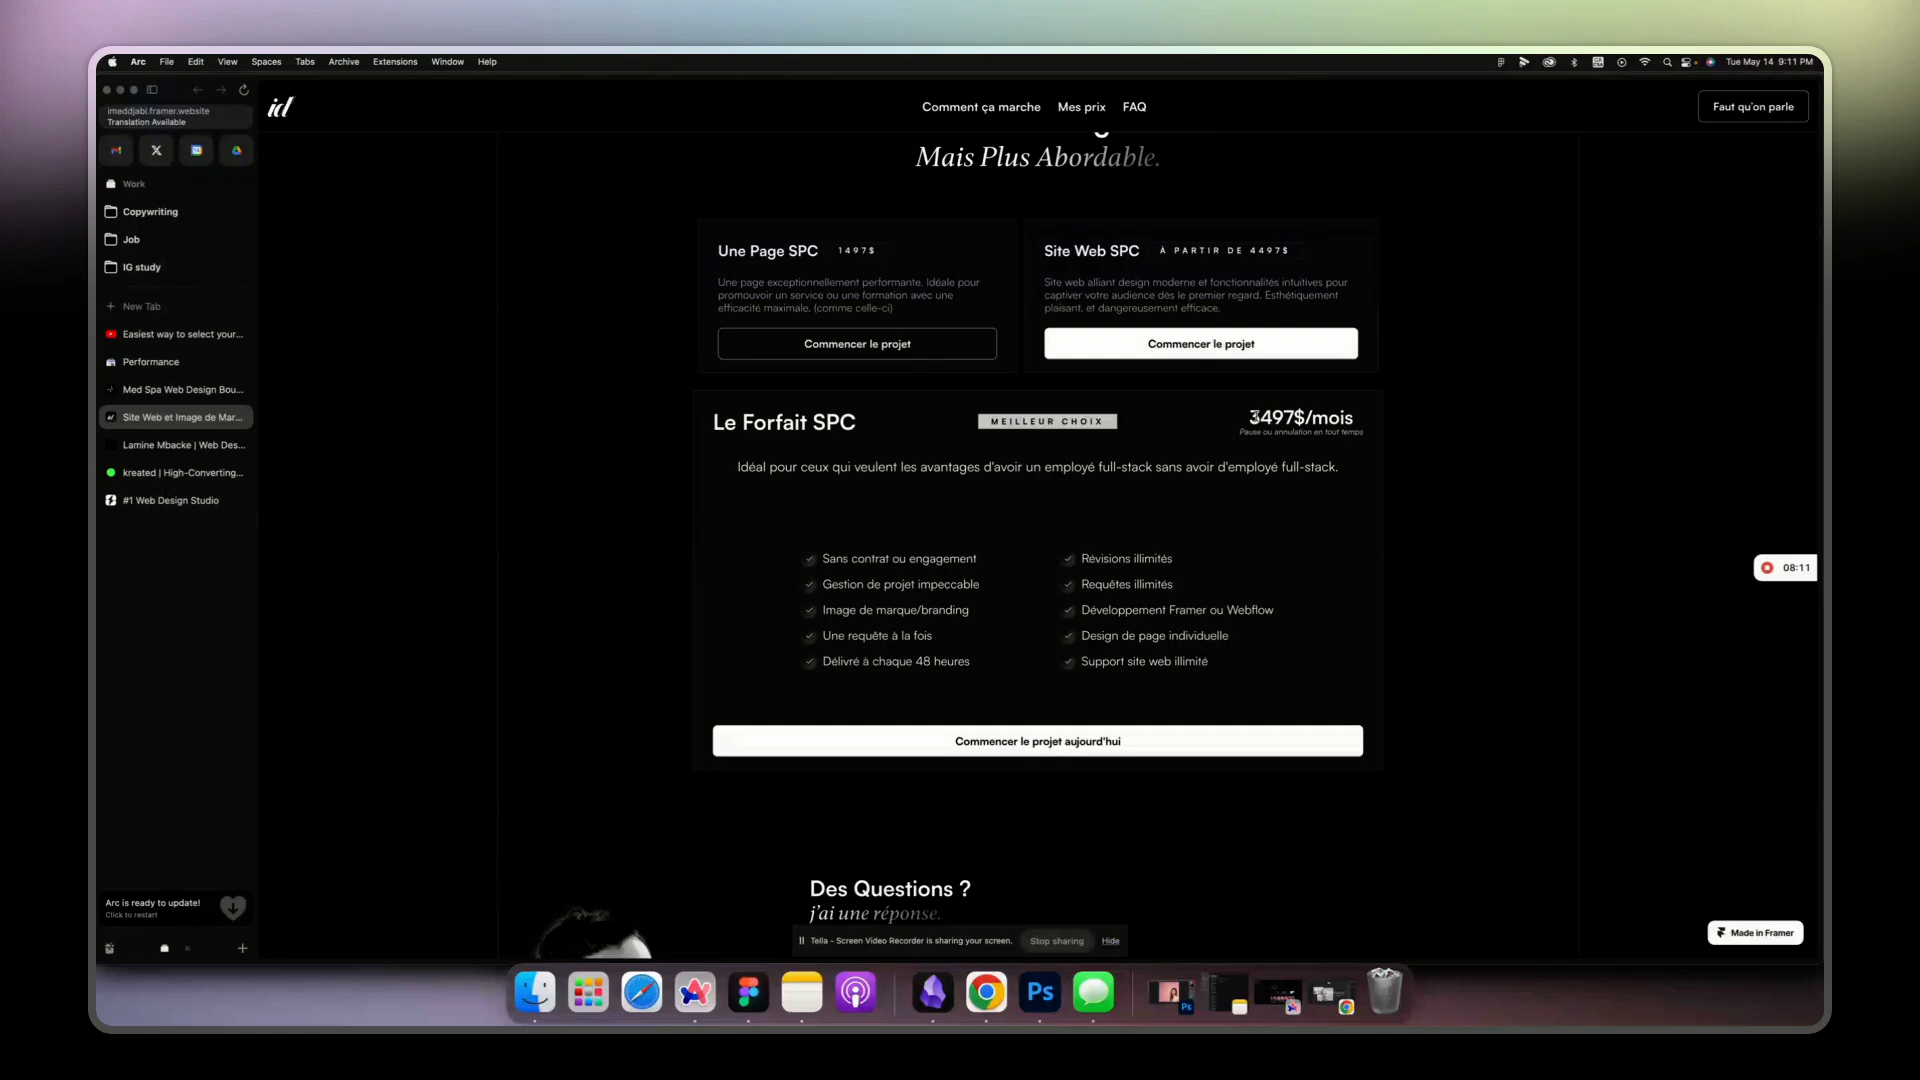 Arc File Edit View Spaces Tabs Archive Extensions Window Help
Tue May 14 9:11 PM
imeddjabi.framer.website
Translation Available
Work
Copywriting
Job
IG study
New Tab
Easiest way to select your...
Performance
Med Spa Web Design Bou...
Site Web et Image de Mar...
Lamine Mbacke | Web Des...
kreated | High-Converting...
#1 Web Design Studio
Arc is ready to update!
Click to restart
id
Comment ça marche Mes prix FAQ
Faut qu'on parle
Mais Plus Abordable.
Une Page SPC 1497$
Une page exceptionnellement performante. Idéale pour
promouvoir un service ou une formation avec une
efficacité maximale, (comme celle-ci)
Commencer le projet
Site Web SPC À PARTIR DE 4497$
Site web alliant design moderne et fonctionnalités intuitives pour
captiver votre audience dès le premier regard. Esthétiquement
plaisant, et dangereusement efficace.
Commencer le projet
Le Forfait SPC
MEILLEUR CHOIX
3497$/mois
Pause ou annulation en tout temps
Idéal pour ceux qui veulent les avantages d'avoir un employé full-stack sans avoir d'employé full-stack.
Sans contrat ou engagement
Gestion de projet impeccable
Image de marque/branding
Une requête à la fois
Délivré à chaque 48 heures
Révisions illimités
Requêtes illimités
Développement Framer ou Webflow
Design de page individuelle
Support site web illimité
Commencer le projet aujourd'hui
08:11
Des Questions ?
j'ai une réponse.
Tella - Screen Video Recorder is sharing your screen. Stop sharing Hide
Made in Framer
Ps
Ps